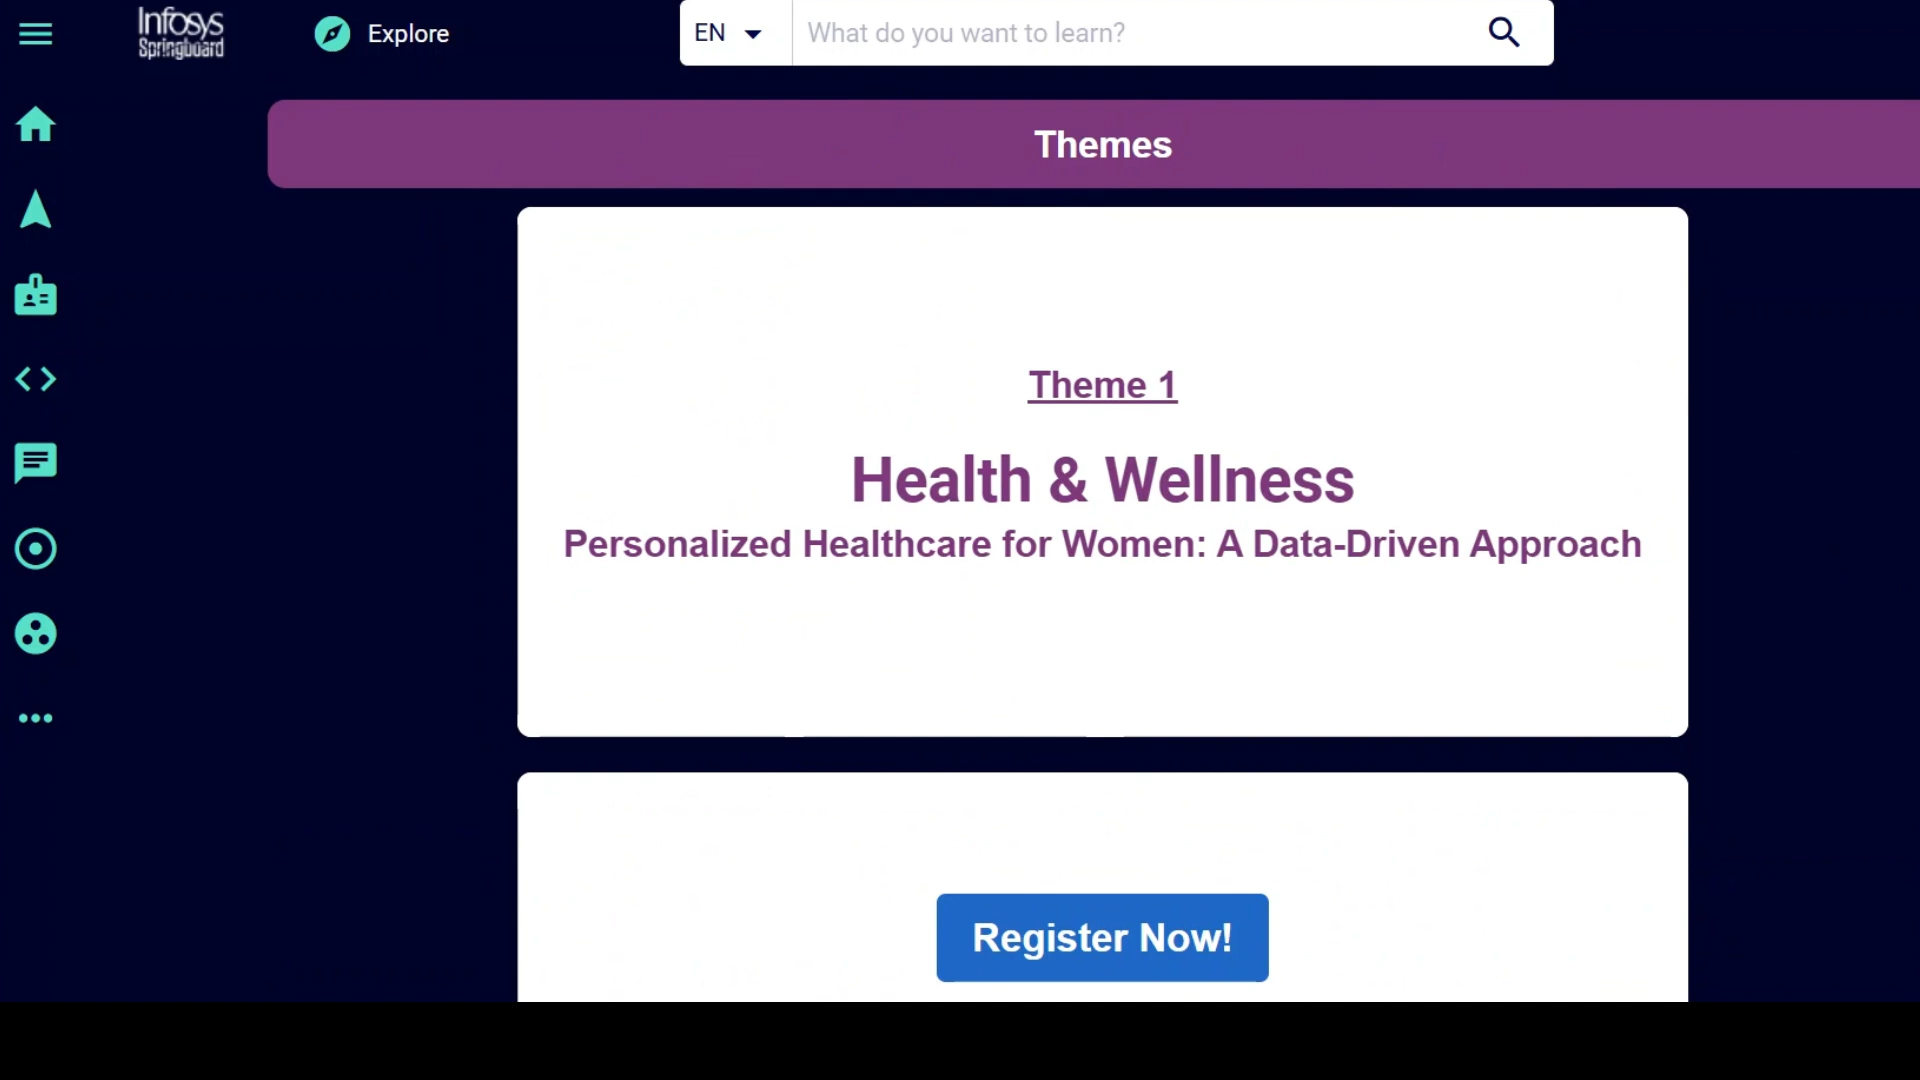 Infosys
Springboard
Explore
EN
What do you want to learn?
Themes
Theme 1
Health & Wellness
Personalized Healthcare for Women: A Data-Driven Approach
Register Now!